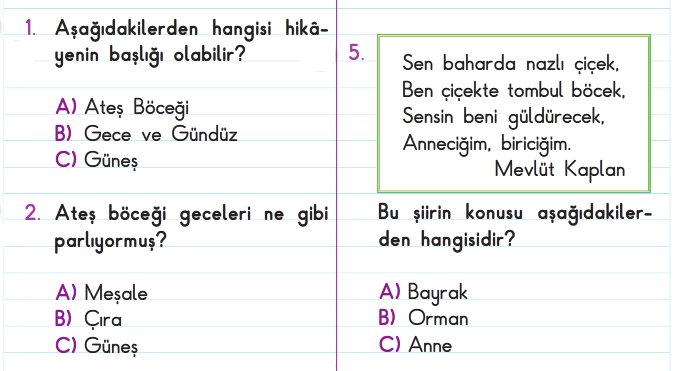 1. Aşağıdakilerden hangisi hikâ-
yenin başlığı olabilir?
A) Ateş Böceği
B) Gece ve Gündüz
C) Güneş
2. Ateş böceği geceleri ne gibi
parlıyormuş?
A) Meşale
B) Çıra
C) Güneş
5.
Sen baharda nazlı çiçek,
Ben çiçekte tombul böcek,
Sensin beni güldürecek,
Anneciğim, biriciğim.
Mevlüt Kaplan
Bu şiirin konusu aşağıdakiler-
den hangisidir?
A) Bayrak
B) Orman
C) Anne